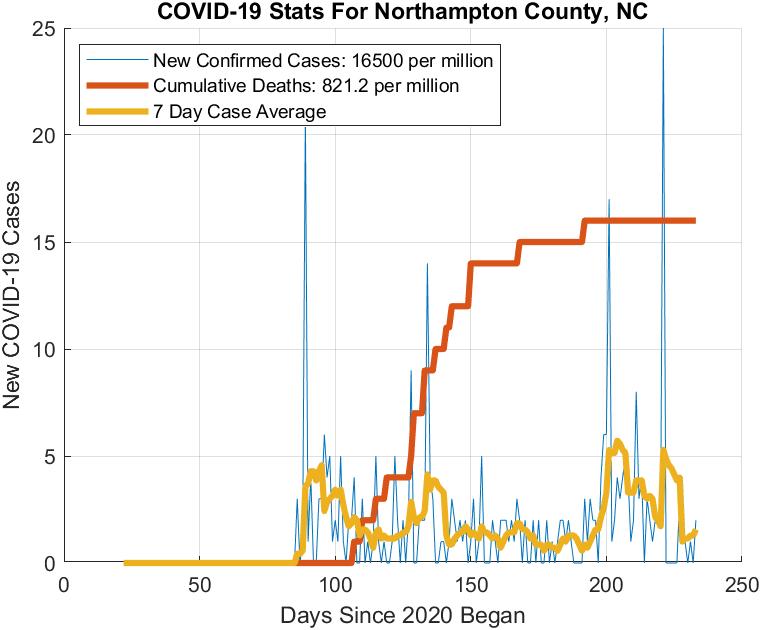 COVID-19 Stats For Northampton County, NC
New Confirmed Cases: 16500 per million
Cumulative Deaths: 821.2 per million
7 Day Case Average
New COVID-19 Cases
25
20
15
10
5
0
0 50 100 150 200 250
Days Since 2020 Began